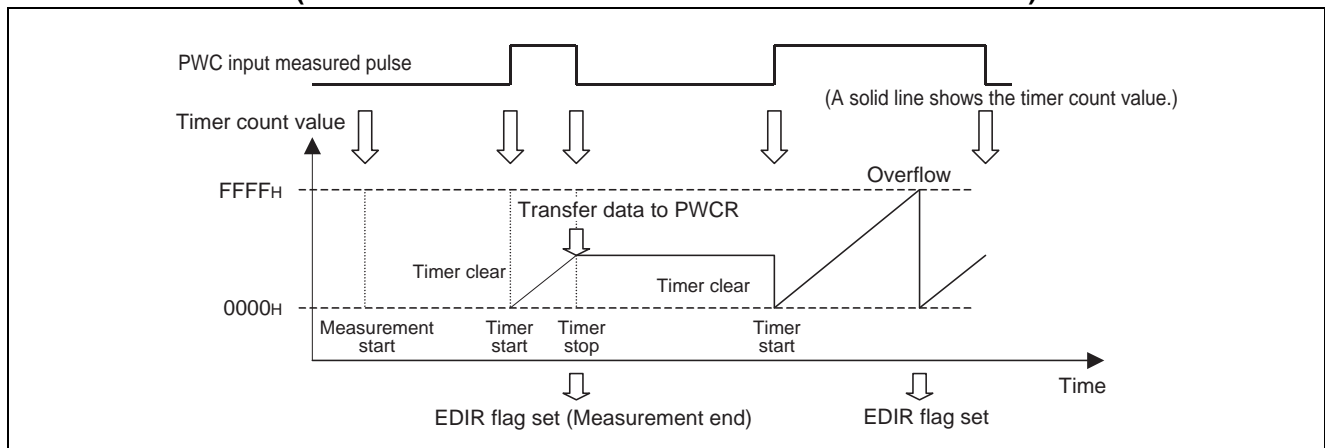 PWC input measured pulse
(A solid line shows the timer count value.)
Timer count value
Overflow
FFFFH
Transfer data to PWCR
Timer clear
Timer clear
0000H
Measurement start
Timer start
Timer stop
Timer start
Time
EDIR flag set (Measurement end)
EDIR flag set